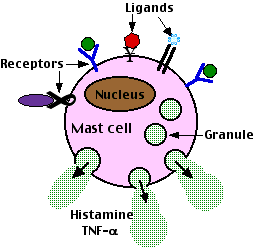 Ligands
Receptors
Nucleus
Mast cell
Granule
Histamine
TNF-α